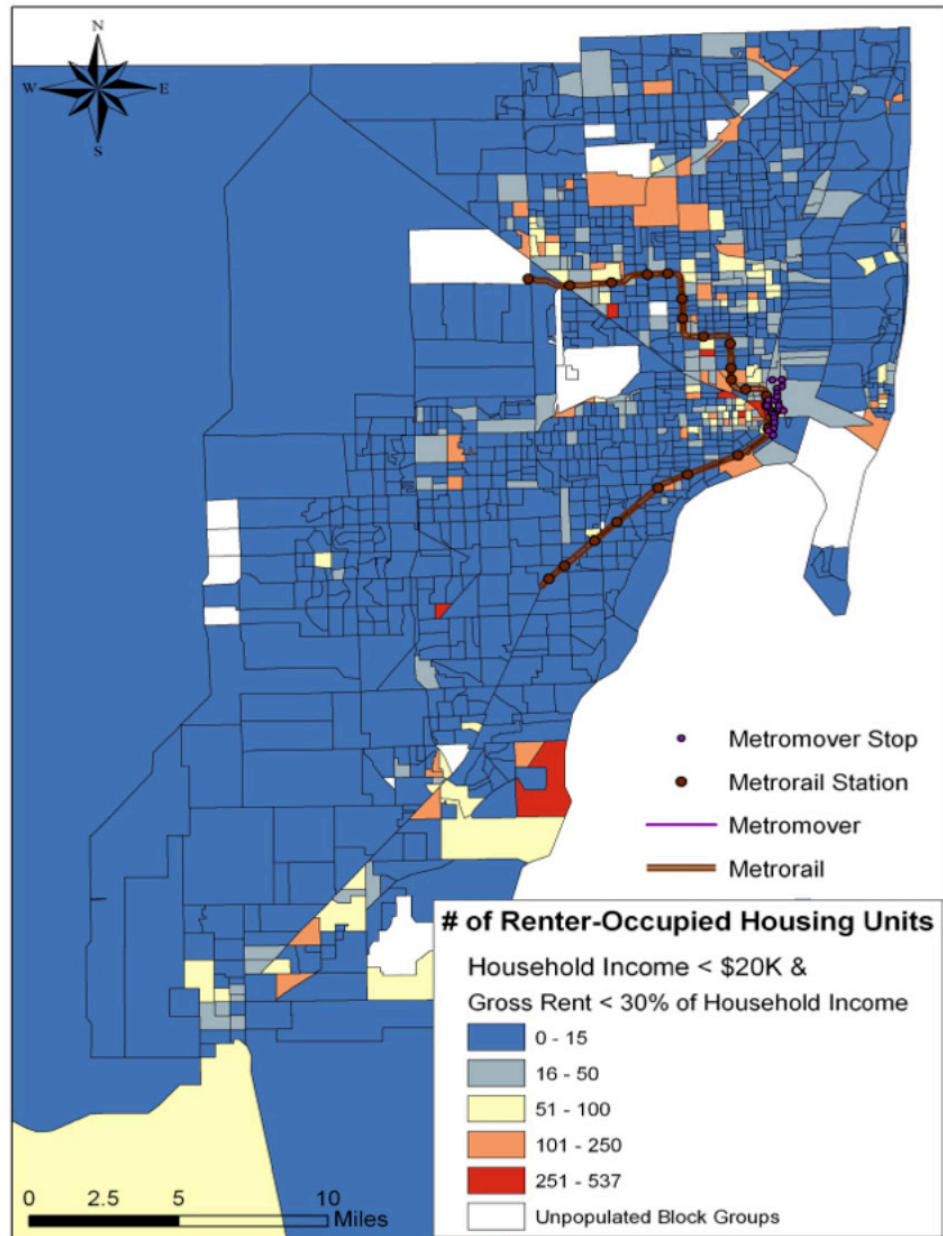 N
W E
S
Metromover Stop
Metrorail Station
Metromover
Metrorail
# of Renter-Occupied Housing Units
Household Income < $20K &
Gross Rent < 30% of Household Income
0 - 15
16 - 50
51 - 100
101 - 250
251 - 537
Unpopulated Block Groups
0 2.5 5 10
Miles